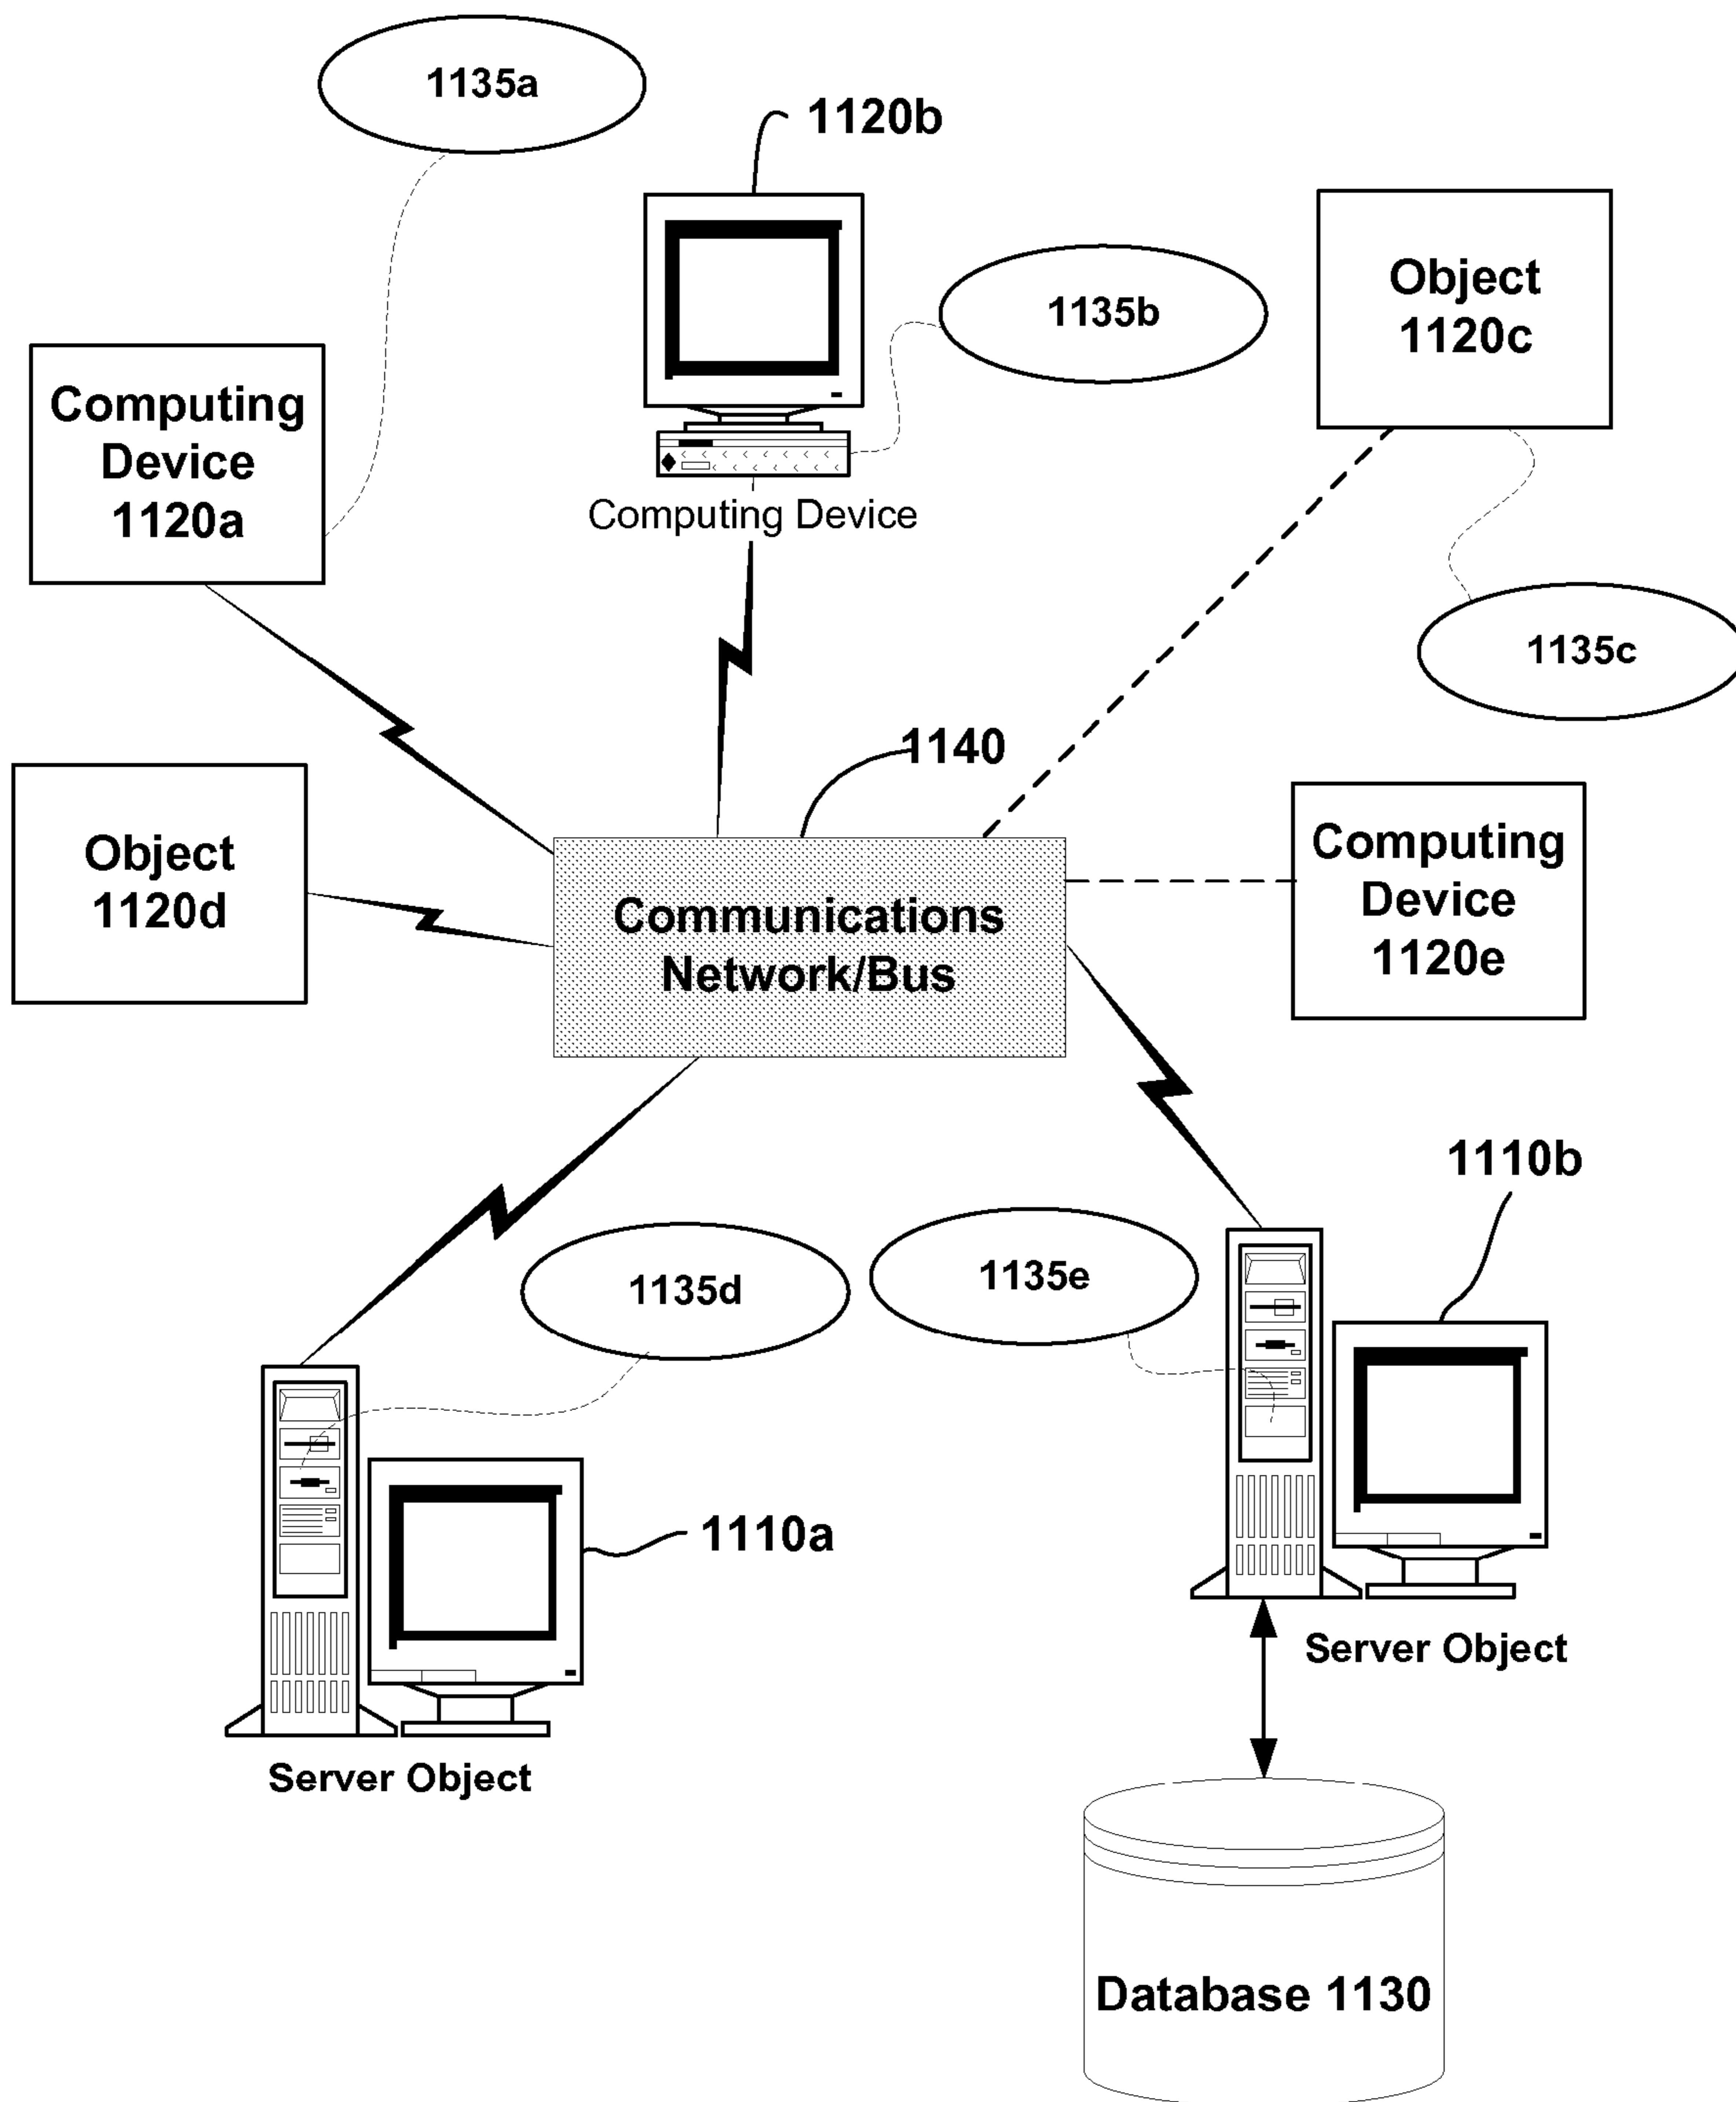 1135a
1120b
1135b
Object
1120c
Computing
Device
1120a
Computing Device
1135c
1140
Object
1120d
Communications
Network/Bus
Computing
Device
1120e
1110b
1135d
1135e
1110a
Server Object
Server Object
Database 1130